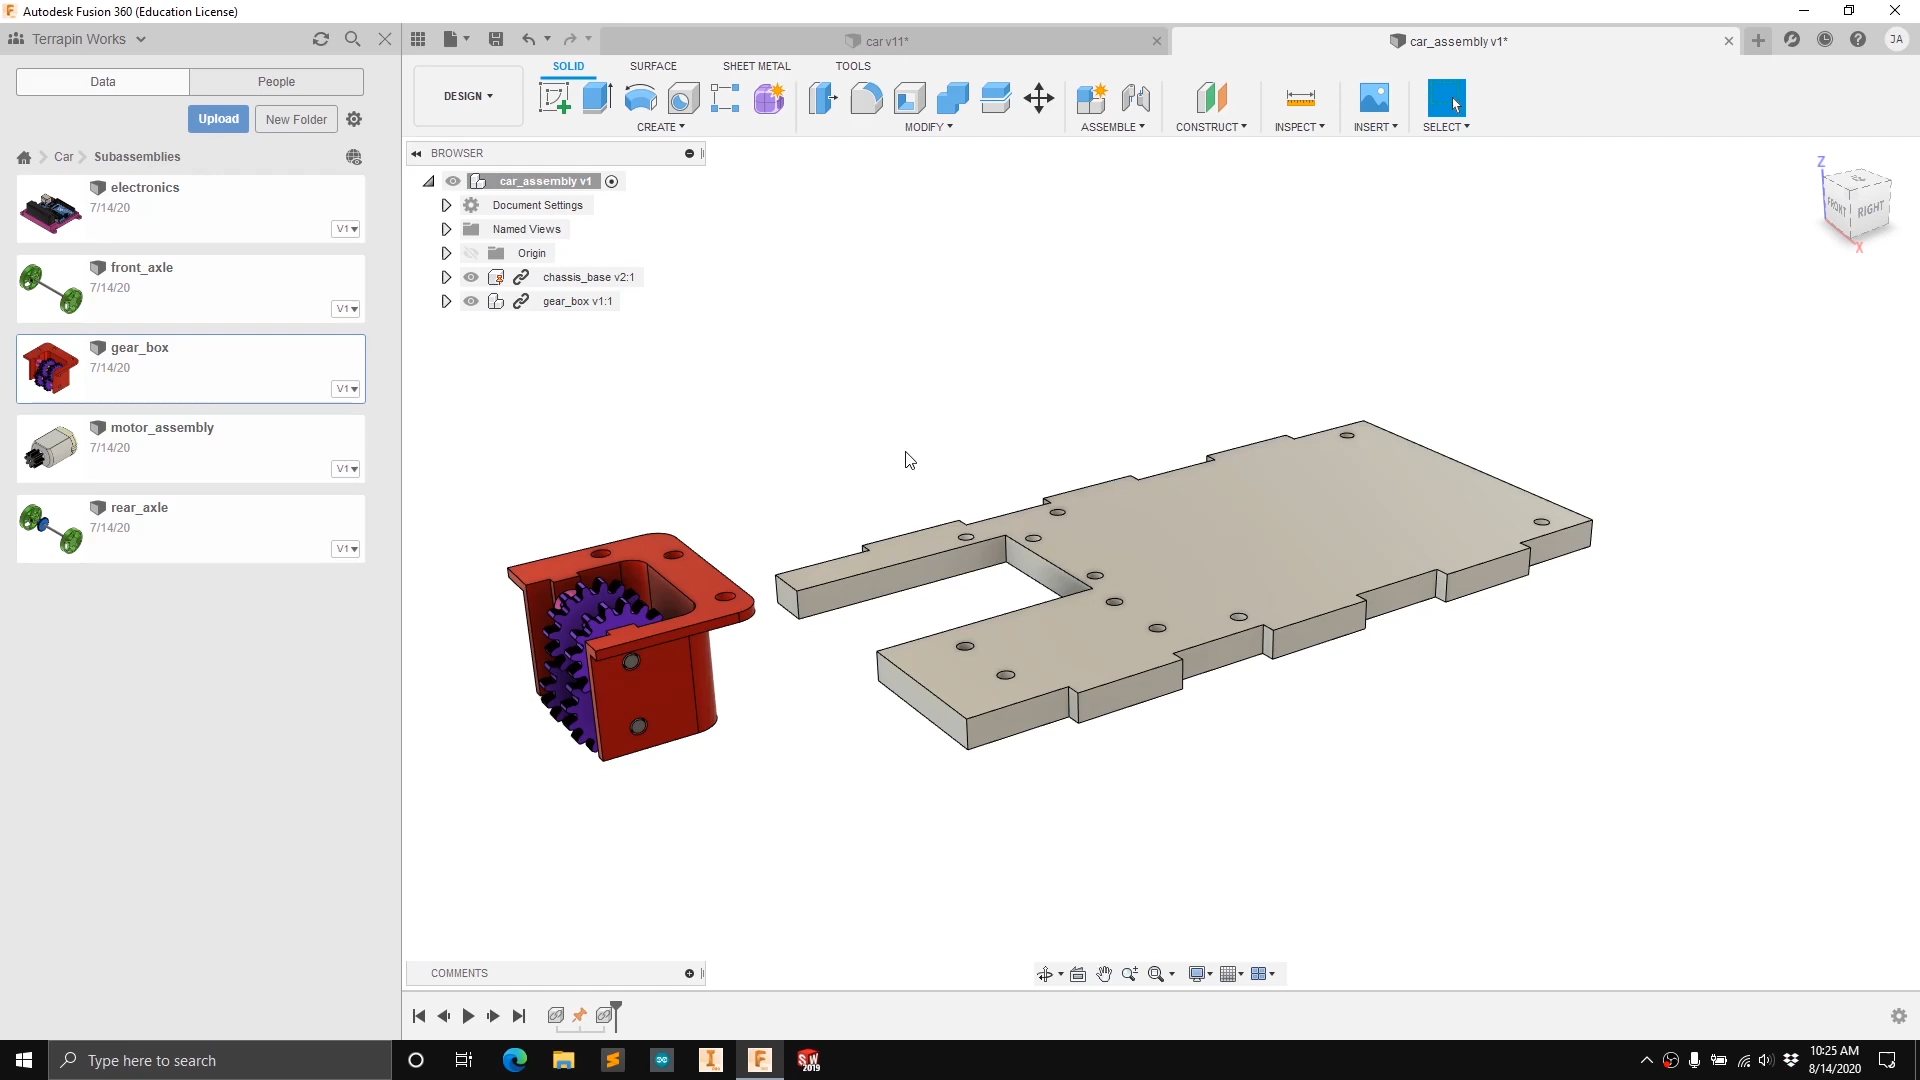 Autodesk Fusion 360 (Education License)
Terrapin Works
car v11*
car_assembly v1*
JA
Data
People
Upload
New Folder
Car
Subassemblies
electronics
7/14/20
V1
front_axle
7/14/20
V1
gear_box
7/14/20
V1
motor_assembly
7/14/20
V1
rear_axle
7/14/20
V1
SOLID
SURFACE
SHEET METAL
TOOLS
DESIGN
CREATE
MODIFY
ASSEMBLE
CONSTRUCT
INSPECT
INSERT
SELECT
BROWSER
car_assembly v1
Document Settings
Named Views
Origin
chassis_base v2:1
gear_box v1:1
Z
FRONT
RIGHT
X
COMMENTS
Type here to search
SW
2019
10:25 AM
8/14/2020